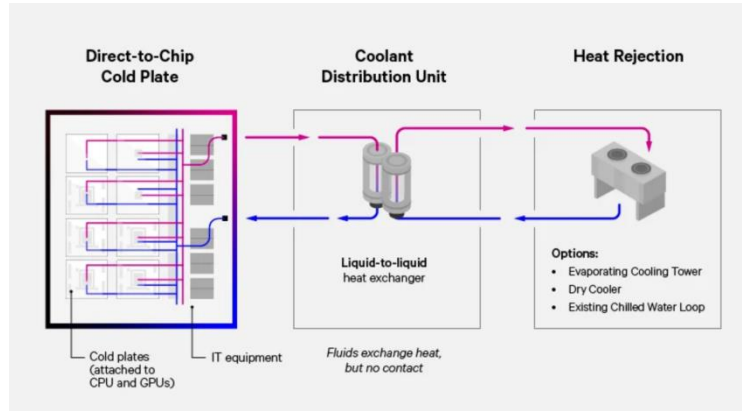 Direct-to-Chip
Cold Plate
Coolant
Distribution Unit
Heat Rejection
Liquid-to-liquid
heat exchanger
Options:
• Evaporating Cooling Tower
• Dry Cooler
• Existing Chilled Water Loop
Cold plates
(attached to
CPU and GPUs)
IT equipment
Fluids exchange heat,
but no contact